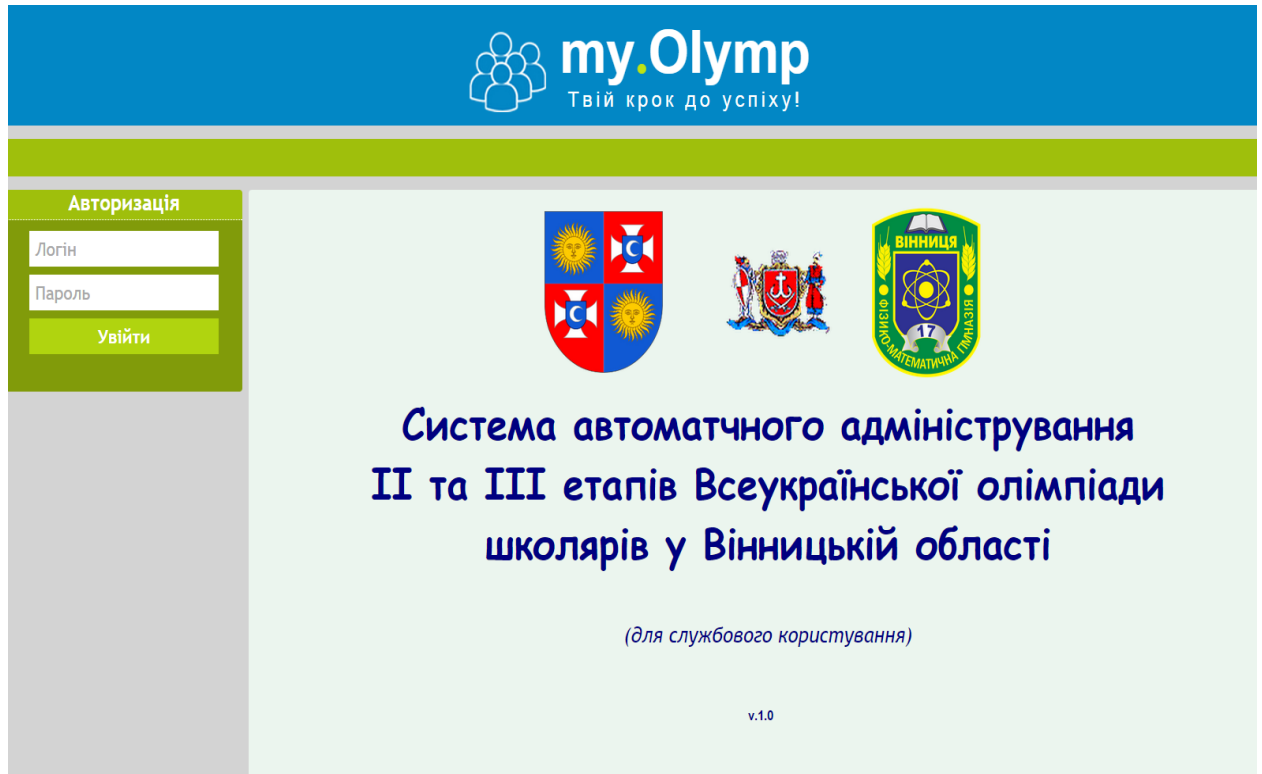 my.Olymp
Твій крок до успіху!
Авторизація
Логін
Пароль
Увійти
ВІННИЦЯ
ФІЗИКО-МАТЕМАТИЧНА ГІМНАЗІЯ
17
Система автоматчного адміністрування
II та III етапів Всеукраїнської олімпіади
школярів у Вінницькій області
(для службового користування)
v.1.0